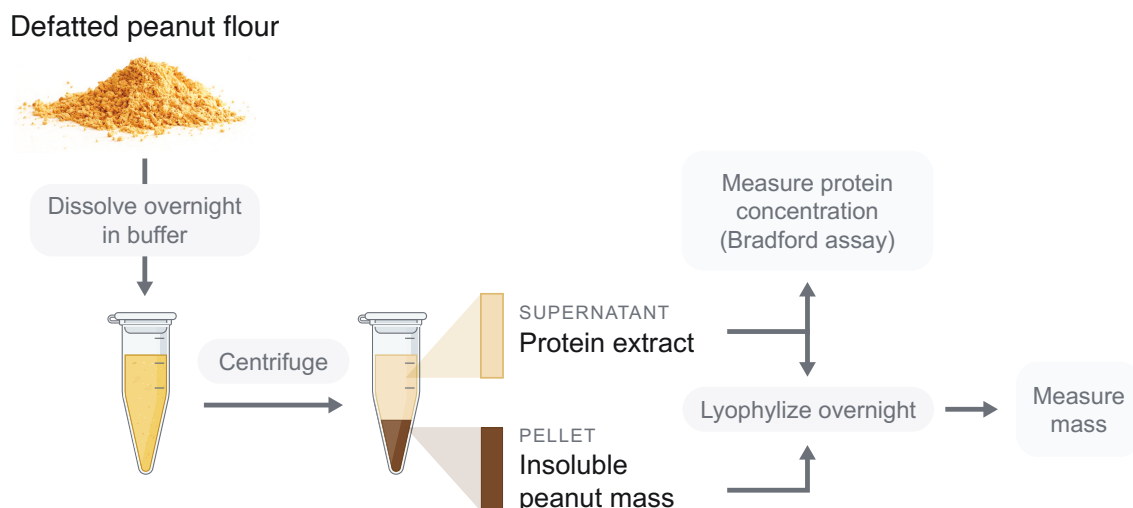 Defatted peanut flour
Dissolve overnight
in buffer
Centrifuge
SUPERNATANT
Protein extract
PELLET
Insoluble
peanut mass
Measure protein
concentration
(Bradford assay)
Lyophylize overnight
Measure
mass